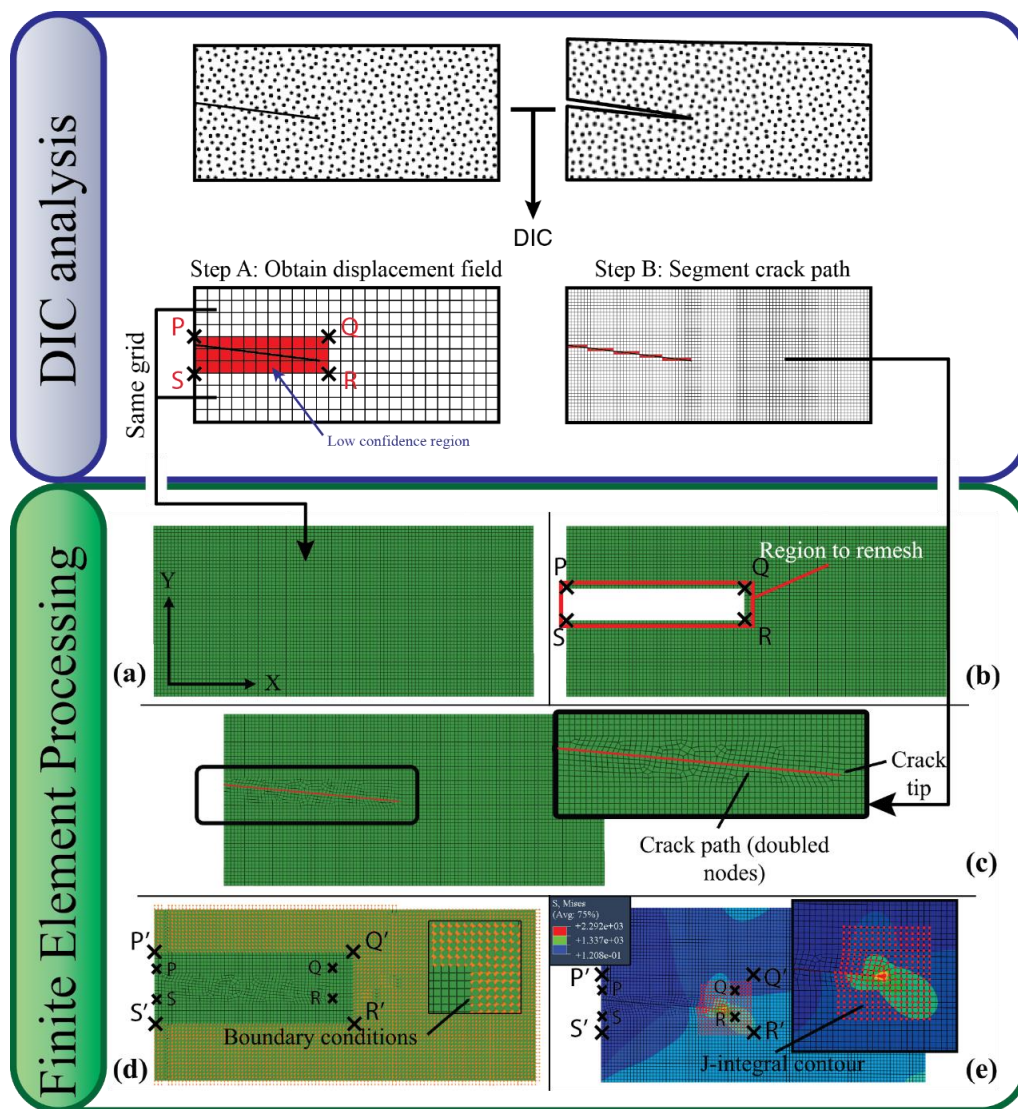 DIC analysis
DIC
Step A: Obtain displacement field
Step B: Segment crack path
Same grid
P
Q
S
R
Low confidence region
Finite Element Processing
Y
X
(a)
P
Q
S
R
Region to remesh
(b)
Crack
tip
Crack path (doubled
nodes)
(c)
P'
Q'
P
Q
S
R
S'
R'
Boundary conditions
(d)
S, Mises
(Avg: 75%)
+2.292e+03
+1.337e+03
+1.208e-01
P'
Q'
P
Q
S
R
S'
R'
J-integral contour
(e)